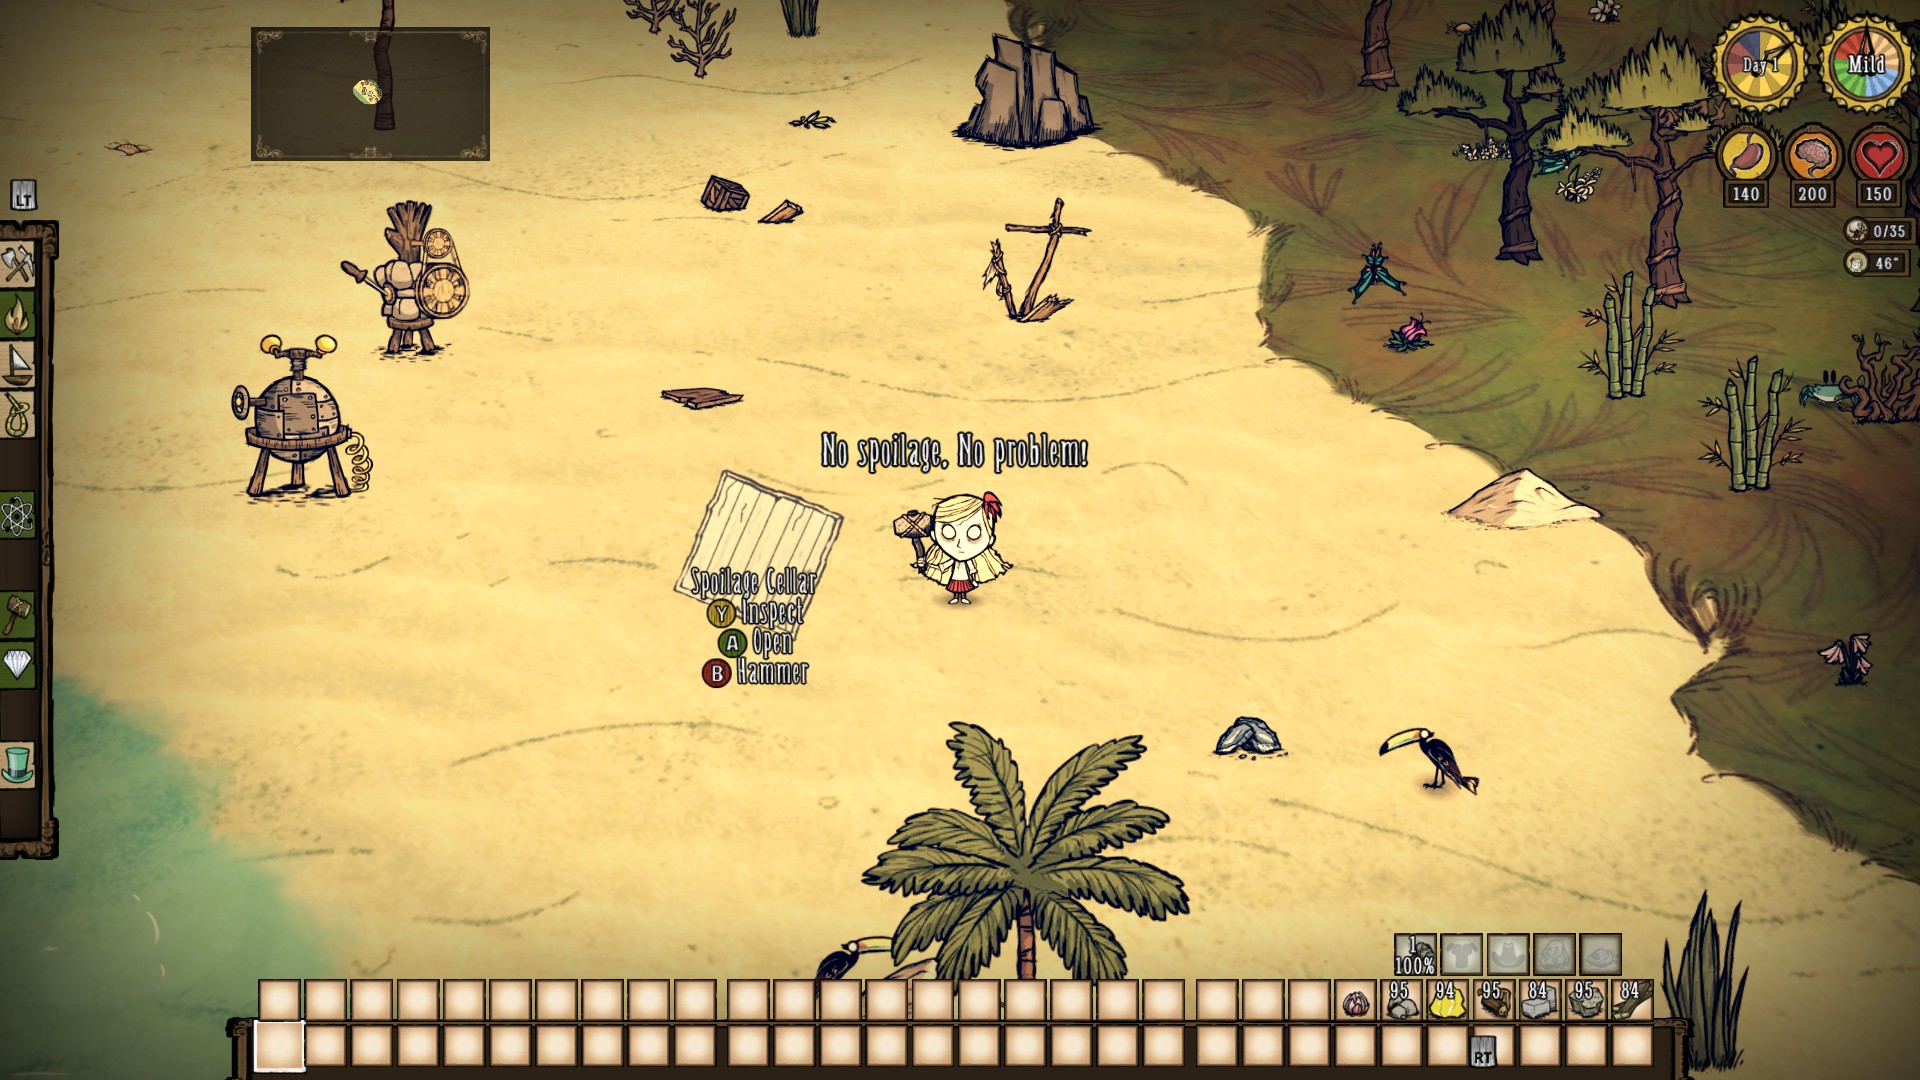 Day 1
Mild
LT
140
200
150
0/35
46°
No spoilage, No problem!
Spoilage Cellar
Y Inspect
A Open
B Hammer
1
100%
95
94
95
84
95
84
RT